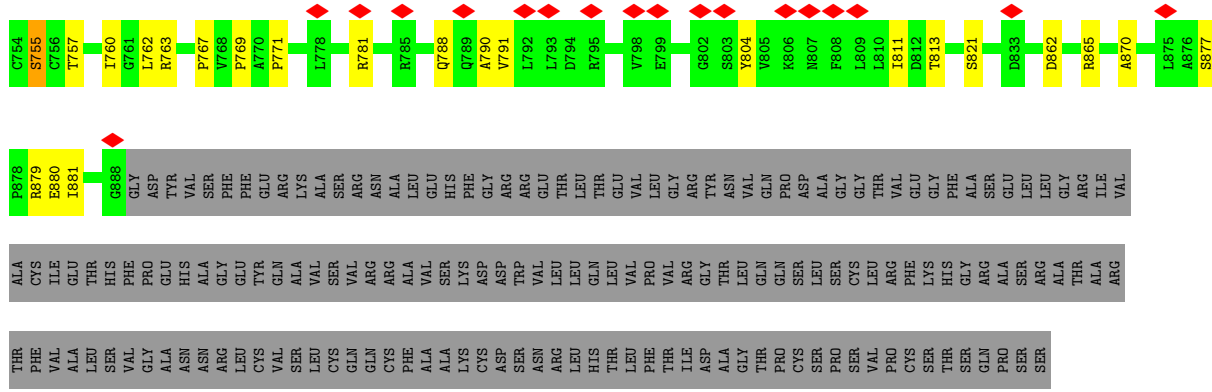 C754 S755 C756 T757 I760 G761 L762 R763 P767 V768 P769 A770 P771 L778 R781 R785 Q788 Q789 A790 V791 L792 L793 D794 R795 V798 E799 G802 S803 Y804 V805 K806 N807 F808 L809 L810 I811 D812 T813 S821 D833 D862 R865 A870 L875 A876 S877
P878 R879 E880 I881 G888 GLY ASP TYR VAL SER PHE PHE GLU ARG LYS ALA SER ARG ASN ALA LEU GLU HIS PHE GLY ARG ARG GLU THR LEU THR GLU VAL LEU GLY ARG TYR ASN VAL GLN PRO ASP ALA GLY GLY THR VAL GLU GLY PHE ALA SER GLU LEU LEU GLY ARG ILE VAL
ALA CYS ILE GLU THR HIS PHE PRO GLU HIS ALA GLY GLU TYR GLN ALA VAL SER VAL ARG ARG ALA VAL SER LYS ASP ASP TRP VAL LEU LEU GLN THR LEU VAL PRO VAL ARG GLY THR LEU GLN GLN SER LEU SER CYS LEU ARG PHE LYS HIS GLY ARG ALA SER ARG ALA THR ALA ARG
THR PHE VAL ALA LEU SER VAL GLY ALA ASN ASN ARG LEU CYS VAL SER LEU CYS GLN GLN CYS PHE ALA ALA LYS CYS ASP SER ASN ARG LEU HIS THR LEU PHE THR ILE ASP ALA GLY THR PRO CYS SER PRO SER VAL PRO CYS SER THR SER GLN PRO SER SER